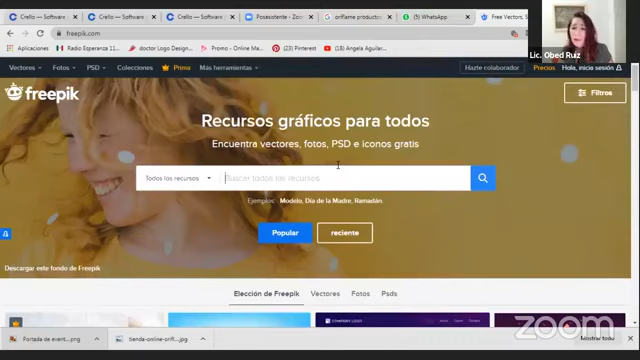 Crello — Software
Crello — Software
Crello — Software
Posasistente - Zoo
oriflame productos
(5) WhatsApp
Free Vectors, S
freepik.com
Aplicaciones
Radio Esperanza 11
doctor Logo Design
Promo - Online Ma
(23) Pinterest
(18) Angela Aguilar
Lic. Obed Ruiz
Vectores
Fotos
PSD
Colecciones
Prime
Más herramientas
Hazte colaborador
Precios
Hola, inicie sesión
freepik
Filtros
Recursos gráficos para todos
Encuentra vectores, fotos, PSD e iconos gratis
Todos los recursos
Buscar todos los recursos
Ejemplos: Modelo, Día de la Madre, Ramadán
Popular
reciente
Descargar este fondo de Freepik
Elección de Freepik
Vectores
Fotos
Psds
Portada de event....png
tienda-online-orifl....jpg
Mostrar todo
zoom